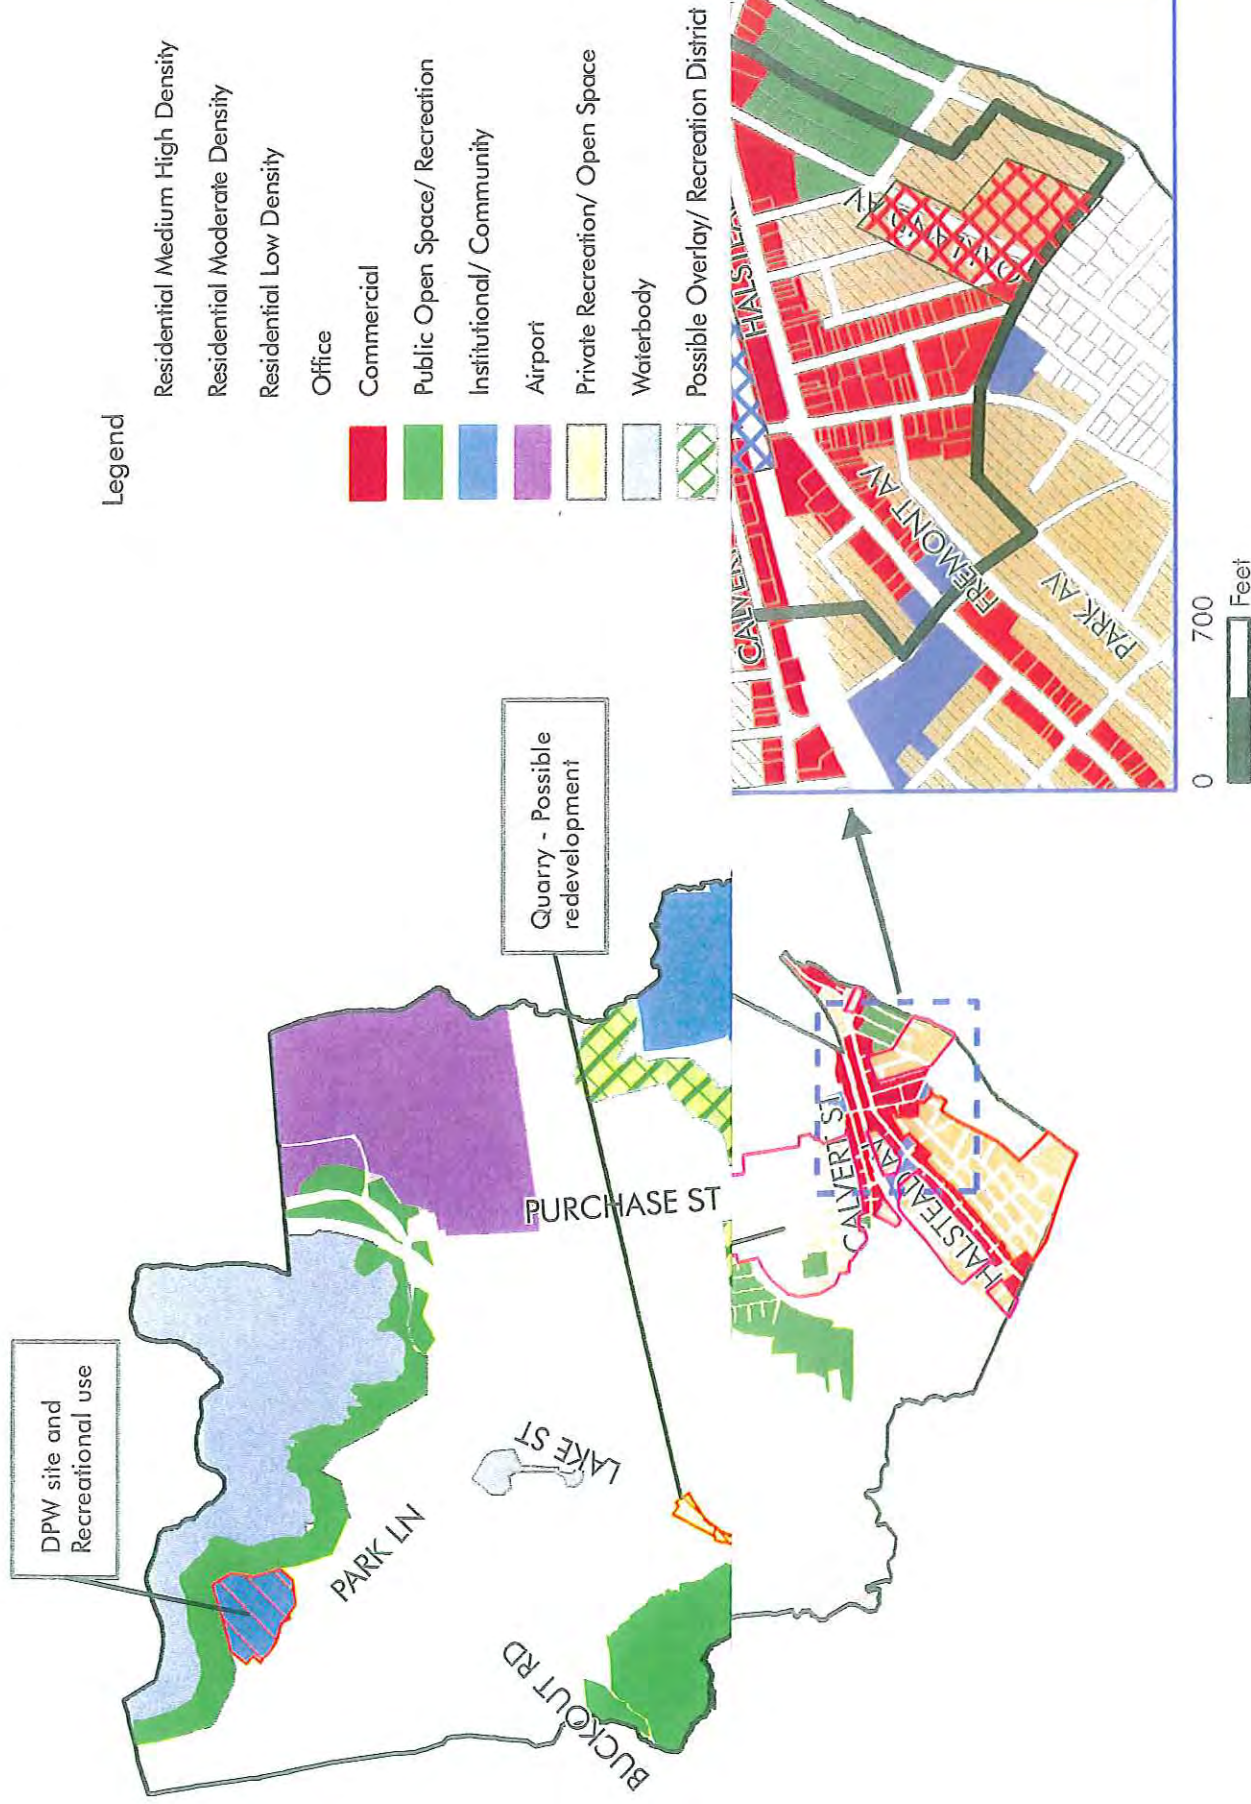 Legend
Residential Medium High Density
Residential Moderate Density
Residential Low Density
Office
Commercial
Public Open Space/ Recreation
Institutional/ Community
Airport
Private Recreation/ Open Space
Waterbody
Possible Overlay/ Recreation District
DPW site and
Recreational use
Quarry - Possible
redevelopment
PARK LN
LAKE ST
BUCKOUT RD
PURCHASE ST
CALVERT ST
HALSTEAD AV
HALSTEAD
OAKLAND AV
FREMONT AV
PARK AV
0
700
Feet